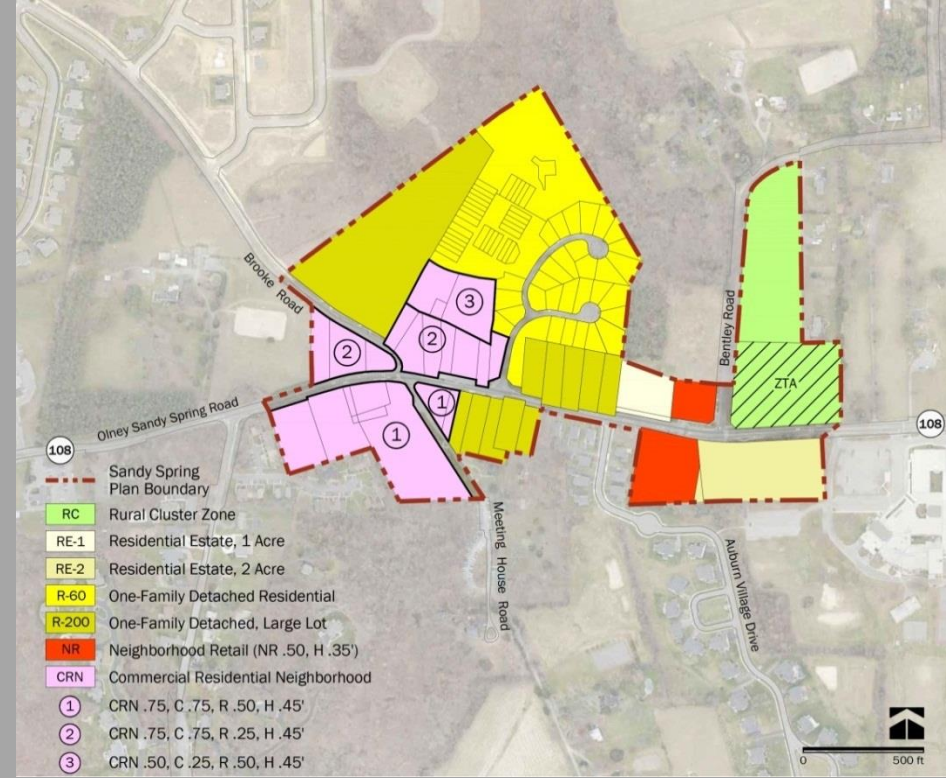 Brooke Road
3
2
2
1
1
Bentley Road
ZTA
Olney Sandy Spring Road
108
108
Meeting House Road
Auburn Village Drive
Sandy Spring
Plan Boundary
RC Rural Cluster Zone
RE-1 Residential Estate, 1 Acre
RE-2 Residential Estate, 2 Acre
R-60 One-Family Detached Residential
R-200 One-Family Detached, Large Lot
NR Neighborhood Retail (NR .50, H .35')
CRN Commercial Residential Neighborhood
1 CRN .75, C .75, R .50, H .45'
2 CRN .75, C .75, R .25, H .45'
3 CRN .50, C .25, R .50, H .45'
0 500 ft